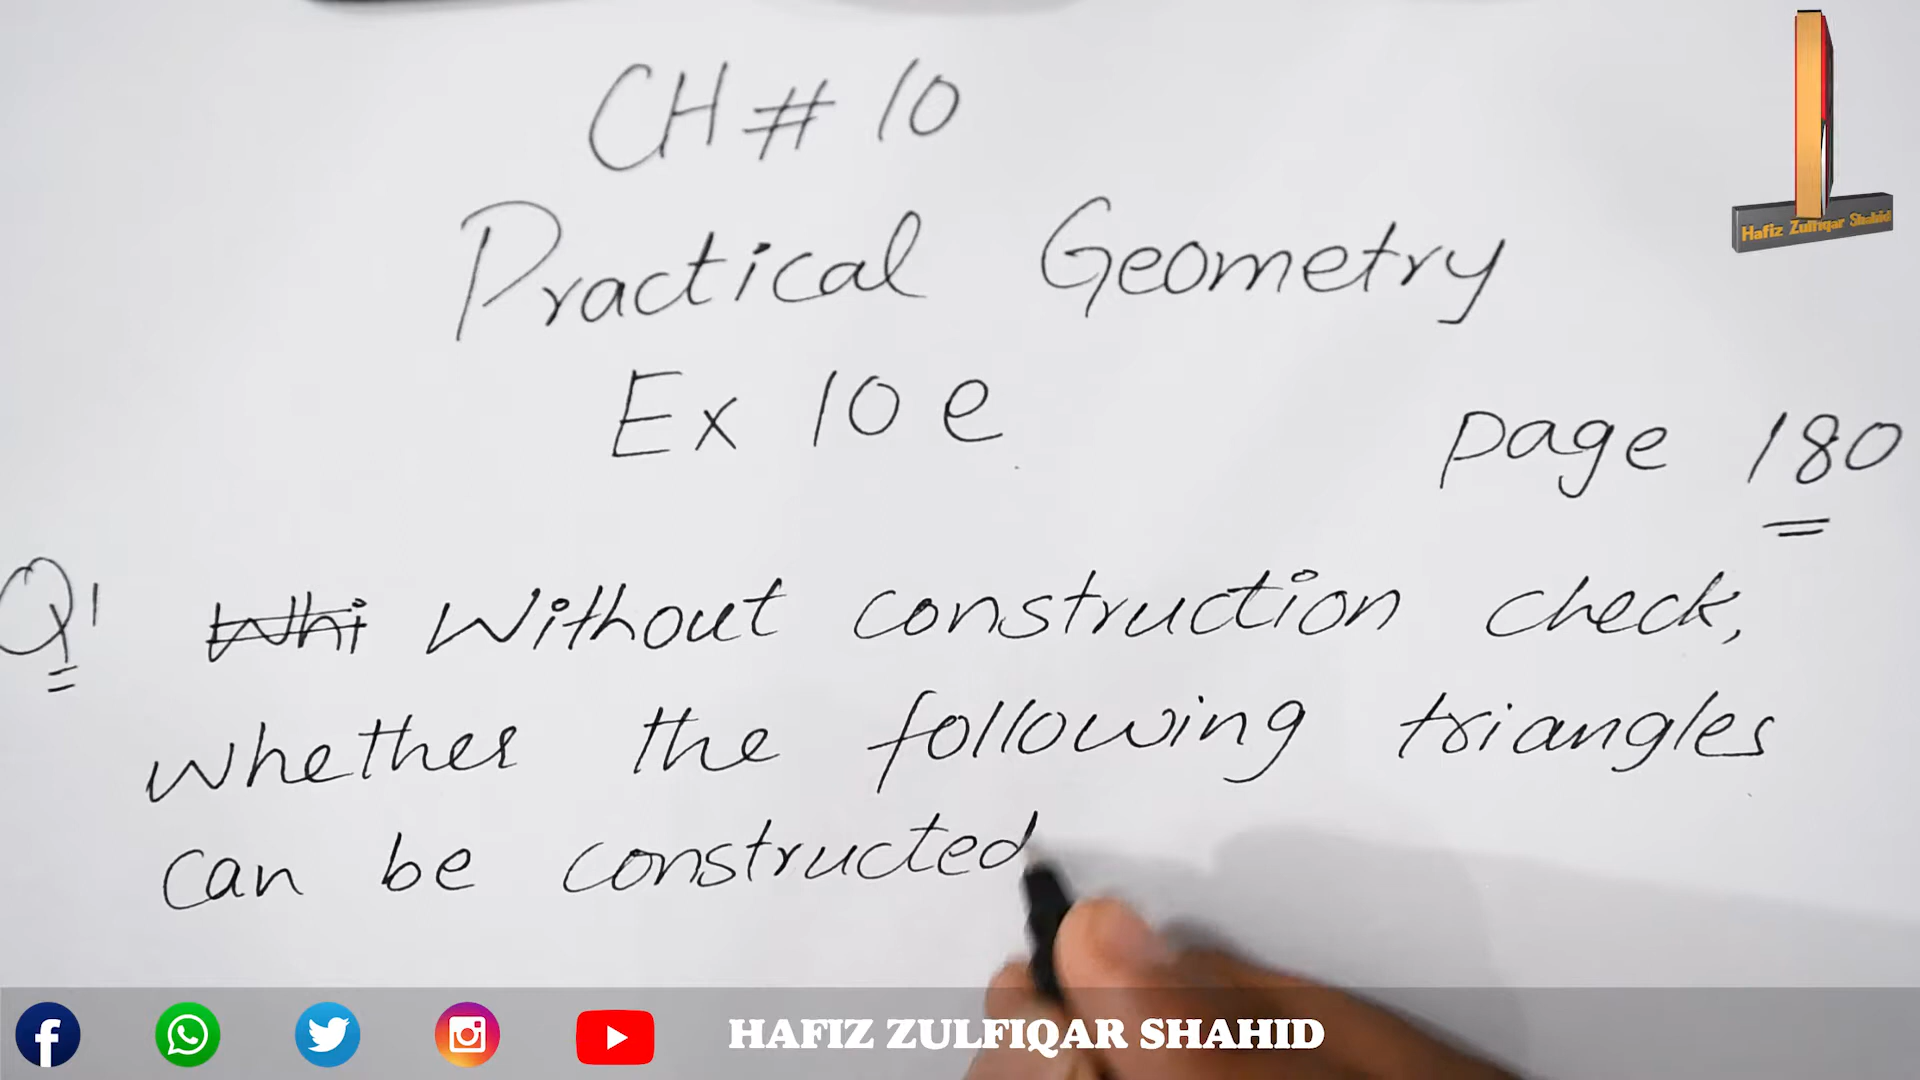 CH # 10
Practical Geometry
Ex 10 e
page 180
Q1 Whi Without construction check,
whether the following triangles
can be constructed
Hafiz Zulfiqar Shahid
HAFIZ ZULFIQAR SHAHID